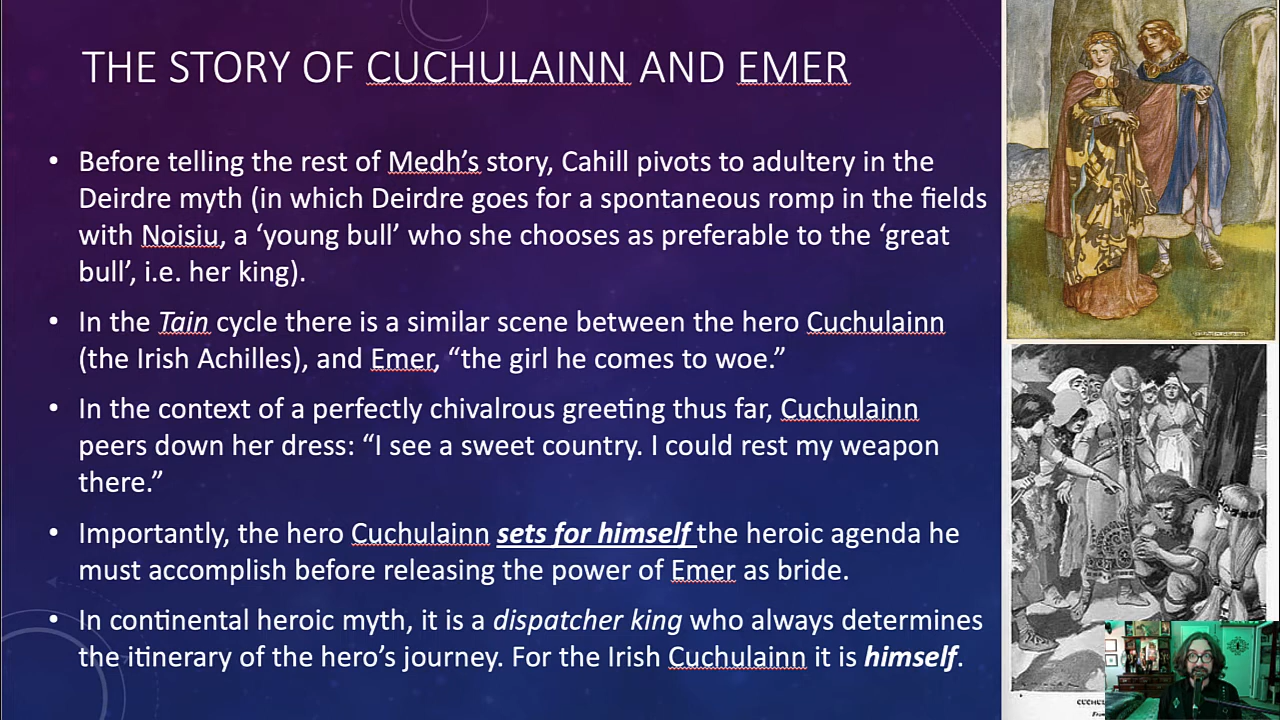 THE STORY OF CUCHULAINN AND EMER
• Before telling the rest of Medh’s story, Cahill pivots to adultery in the
Deirdre myth (in which Deirdre goes for a spontaneous romp in the fields
with Noisiu, a ‘young bull’ who she chooses as preferable to the ‘great
bull’, i.e. her king).
• In the Tain cycle there is a similar scene between the hero Cuchulainn
(the Irish Achilles), and Emer, “the girl he comes to woe.”
• In the context of a perfectly chivalrous greeting thus far, Cuchulainn
peers down her dress: “I see a sweet country. I could rest my weapon
there.”
• Importantly, the hero Cuchulainn sets for himself the heroic agenda he
must accomplish before releasing the power of Emer as bride.
• In continental heroic myth, it is a dispatcher king who always determines
the itinerary of the hero’s journey. For the Irish Cuchulainn it is himself.